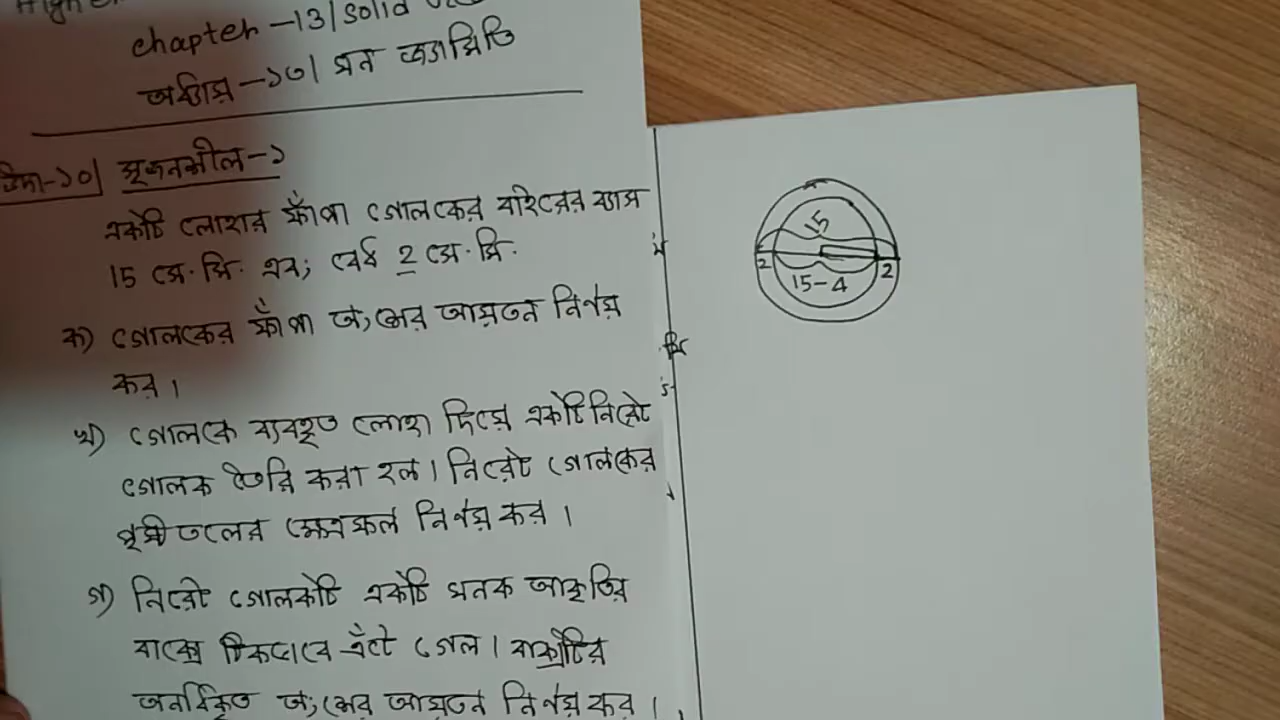 chapter -13/solid
অধ্যায় -১৩। ঘন জ্যামিতি
-১০। সৃজনশীল-১
একটি লোহার ফাঁপা গোলকের বাইরের ব্যাস
15 সে.মি. এবং বেধ 2 সে.মি.
ক) গোলকের ফাঁপা অংশের আয়তন নির্ণয়
কর।
খ) গোলকে ব্যবহৃত লোহা দিয়ে একটি নিরেট
গোলক তৈরি করা হল। নিরেট গোলকের
পৃষ্ঠতলের ক্ষেত্রফল নির্ণয় কর।
গ) নিরেট গোলকটি একটি ঘনক আকৃতির
বাক্সে ঠিকভাবে এঁটে গেল। বাক্সটির
অনধিকৃত অংশের আয়তন নির্ণয় কর।
15
2
2
15-4